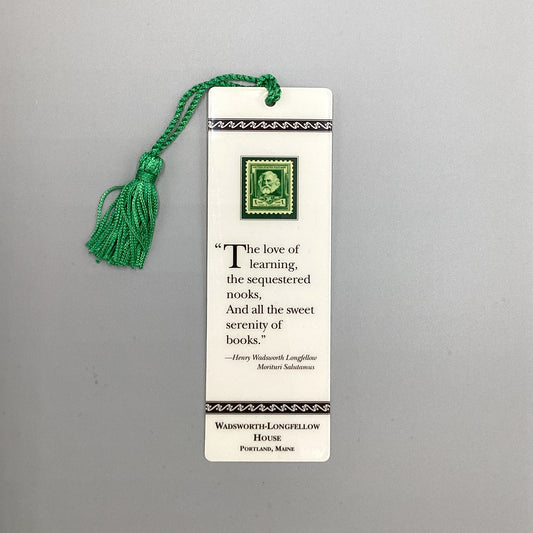 “The love of
learning,
the sequestered
nooks,
And all the sweet
serenity of
books.”
—Henry Wadsworth Longfellow
Morituri Salutamus
WADSWORTH-LONGFELLOW
HOUSE
PORTLAND, MAINE